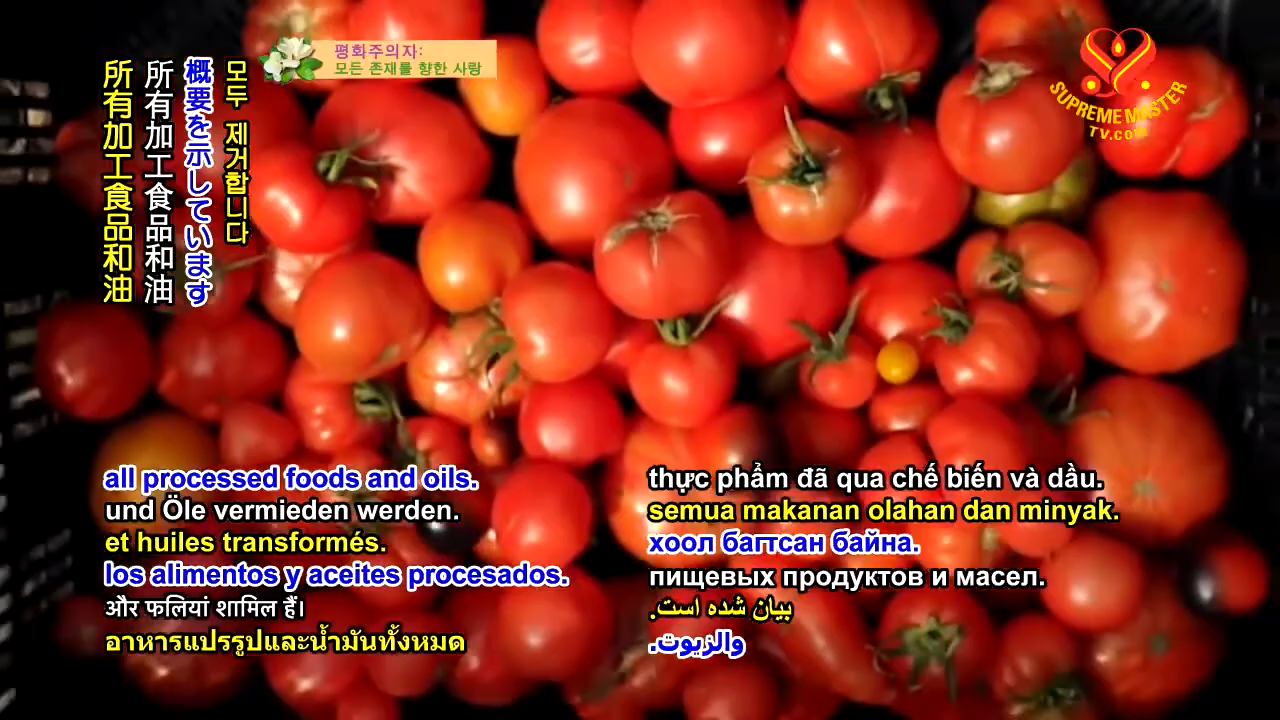 평화주의자:
모든 존재를 향한 사랑
SUPREME MASTER
TV.com
모두 제거합니다
概要を示しています
所有加工食品和油
所有加工食品和油
all processed foods and oils.
und Öle vermieden werden.
et huiles transformés.
los alimentos y aceites procesados.
और फलियां शामिल हैं।
อาหารแปรรูปและน้ำมันทั้งหมด
thực phẩm đã qua chế biến và dầu.
semua makanan olahan dan minyak.
хоол багтсан байна.
пищевых продуктов и масел.
بیان شده است.
والزيوت.